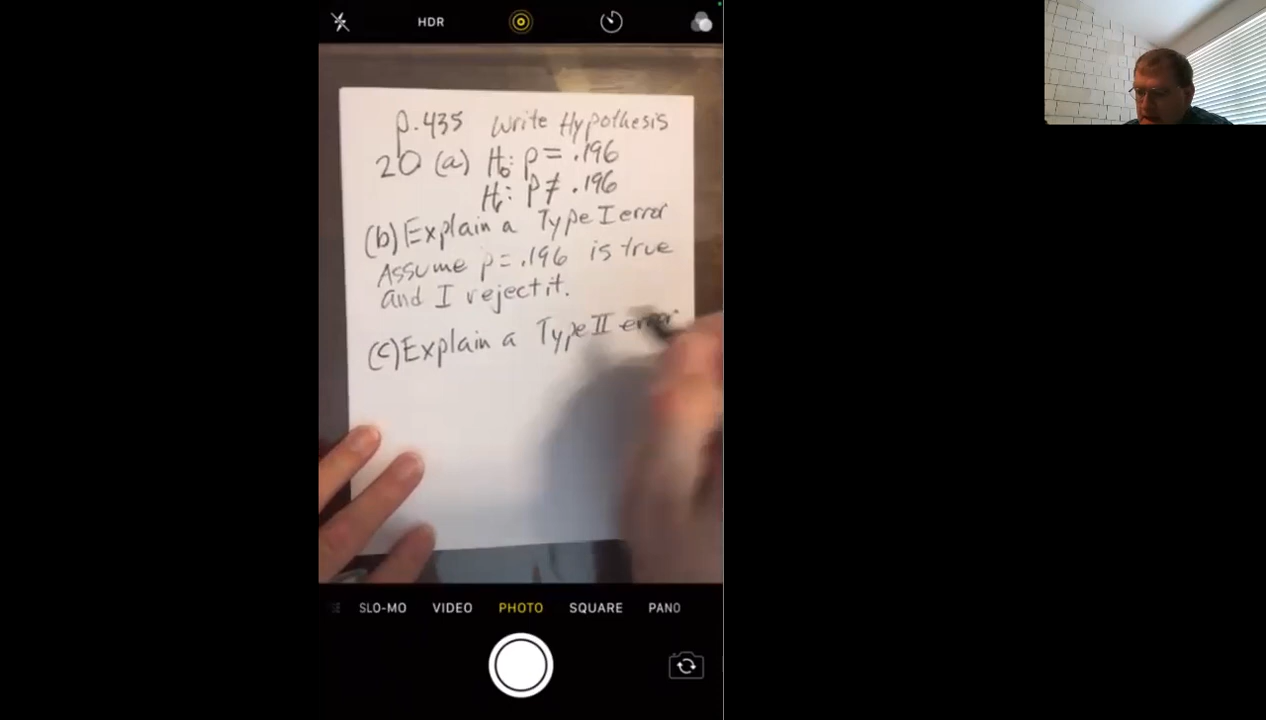 HDR
p.435 Write Hypothesis
20 (a) H₀: p = .196
H₁: p ≠ .196
(b) Explain a Type I error
Assume p = .196 is true
and I reject it.
(c) Explain a Type II error
SLO-MO VIDEO PHOTO SQUARE PANO